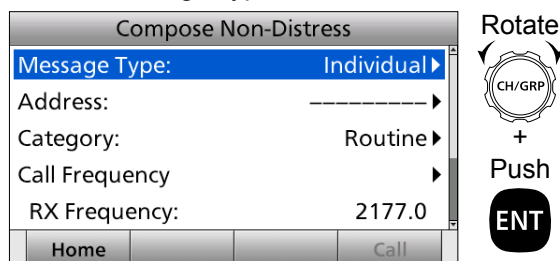 Compose Non-Distress
Message Type: Individual
Address: –––––––––
Category: Routine
Call Frequency
RX Frequency: 2177.0
Home Call
Rotate
CH/GRP
+
Push
ENT